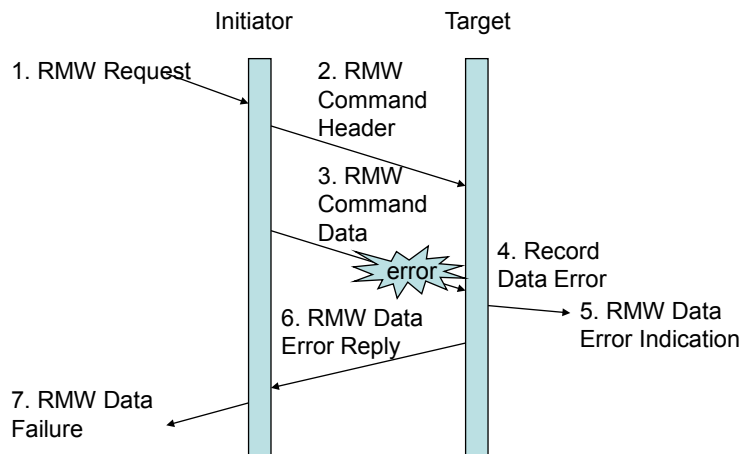 Initiator
Target
1. RMW Request
2. RMW
Command
Header
3. RMW
Command
Data
error
4. Record
Data Error
5. RMW Data
Error Indication
6. RMW Data
Error Reply
7. RMW Data
Failure